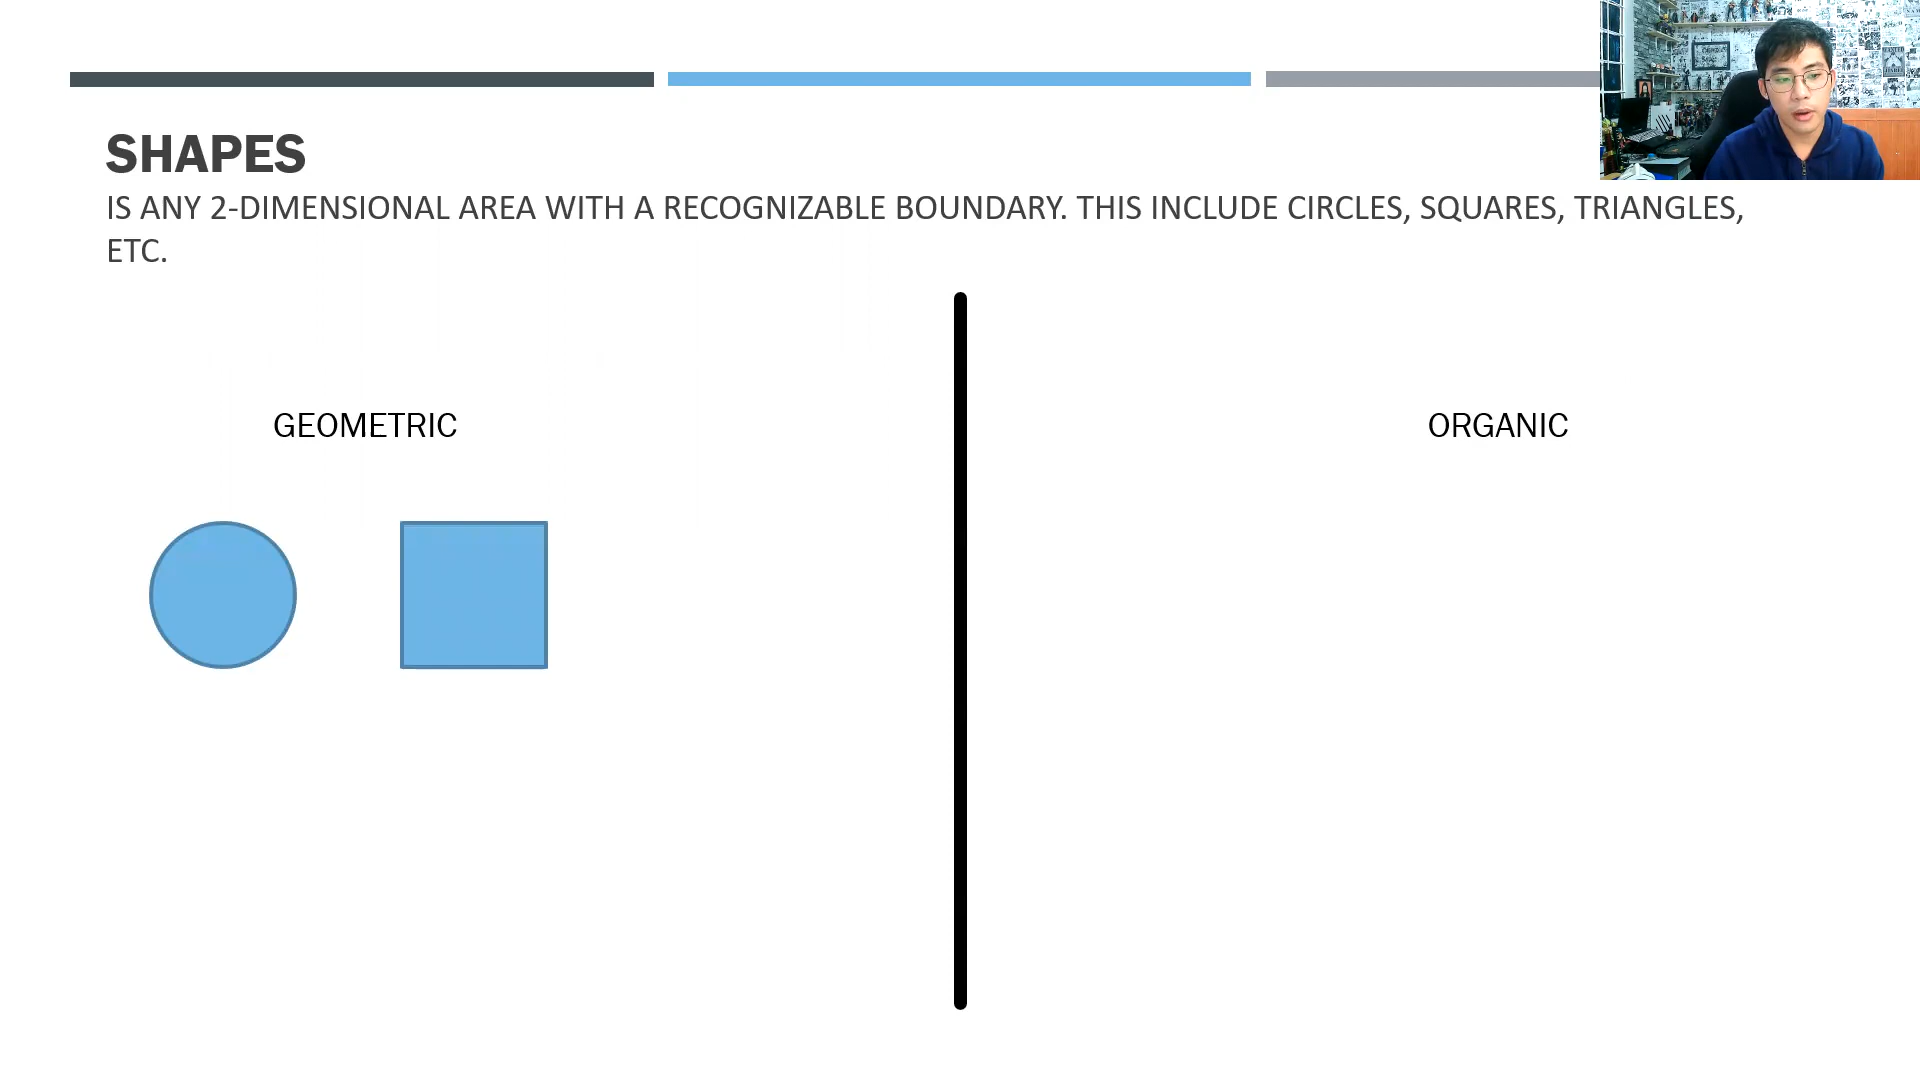 SHAPES
IS ANY 2-DIMENSIONAL AREA WITH A RECOGNIZABLE BOUNDARY. THIS INCLUDE CIRCLES, SQUARES, TRIANGLES,
ETC.
GEOMETRIC
ORGANIC